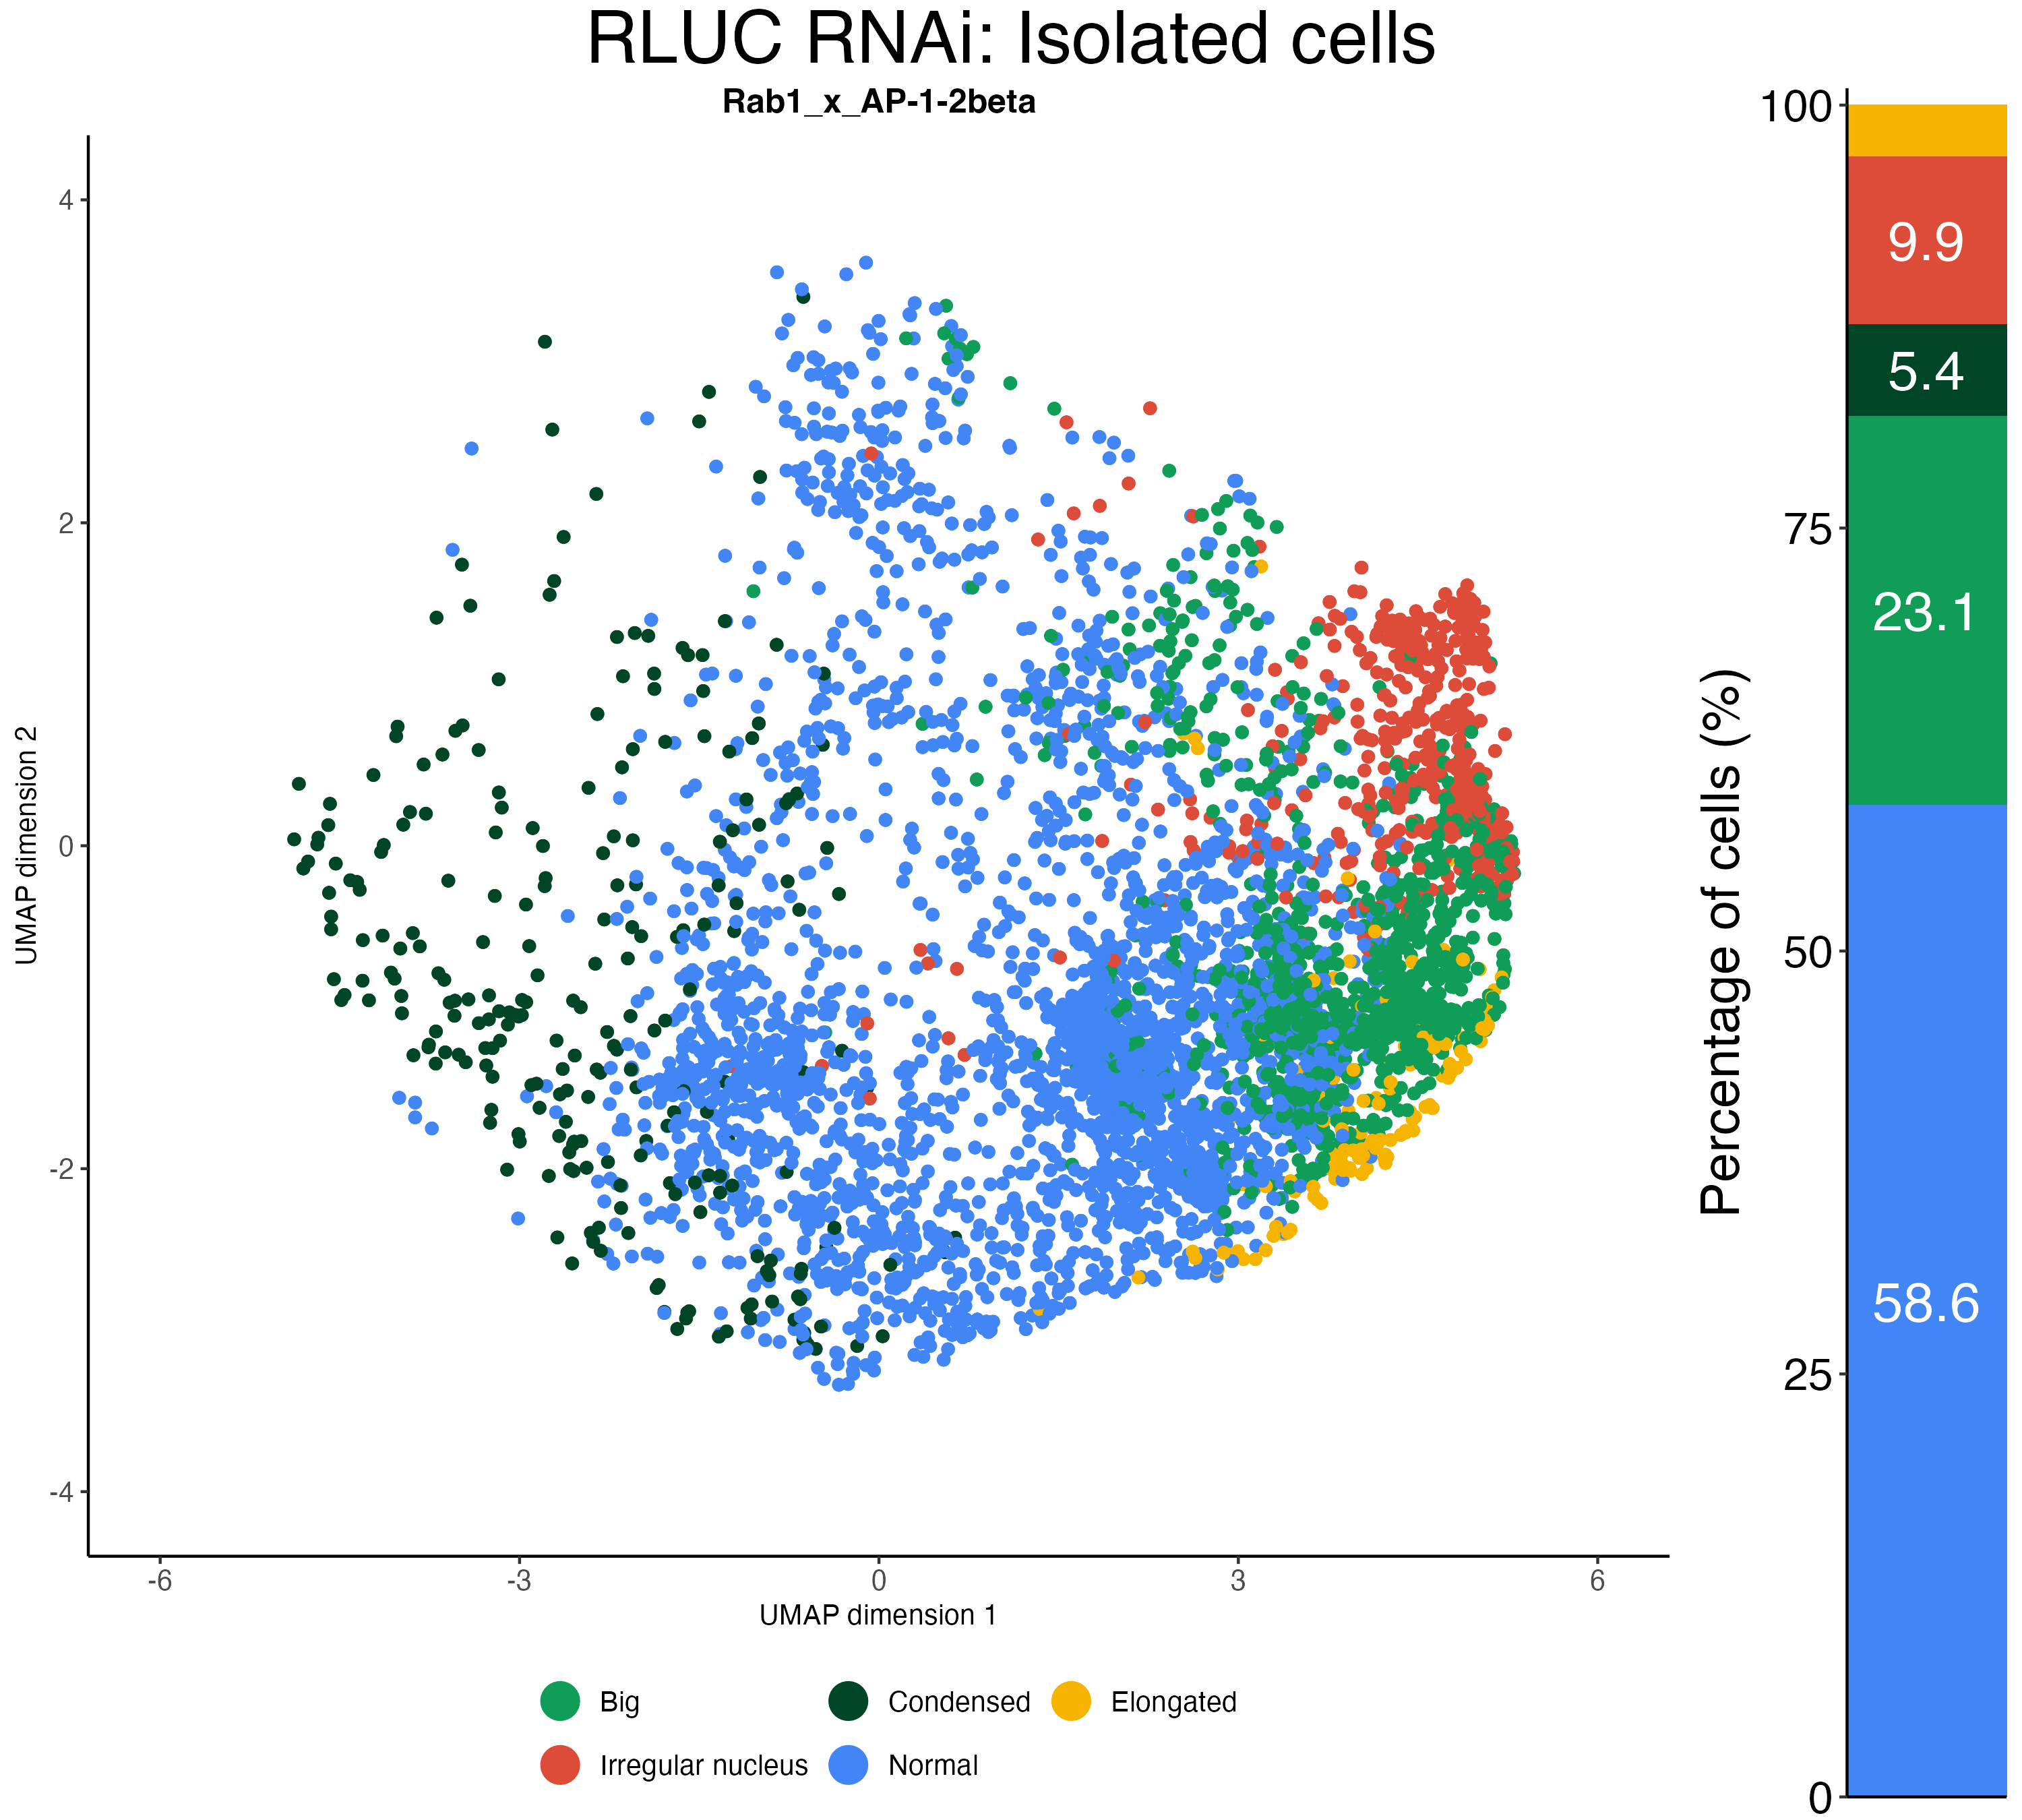 RLUC RNAi: Isolated cells
Rab1_x_AP-1-2beta
4
2
0
-2
-4
UMAP dimension 2
-6
-3
0
3
6
UMAP dimension 1
Big
Condensed
Elongated
Irregular nucleus
Normal
Percentage of cells (%)
100
75
50
25
0
9.9
5.4
23.1
58.6